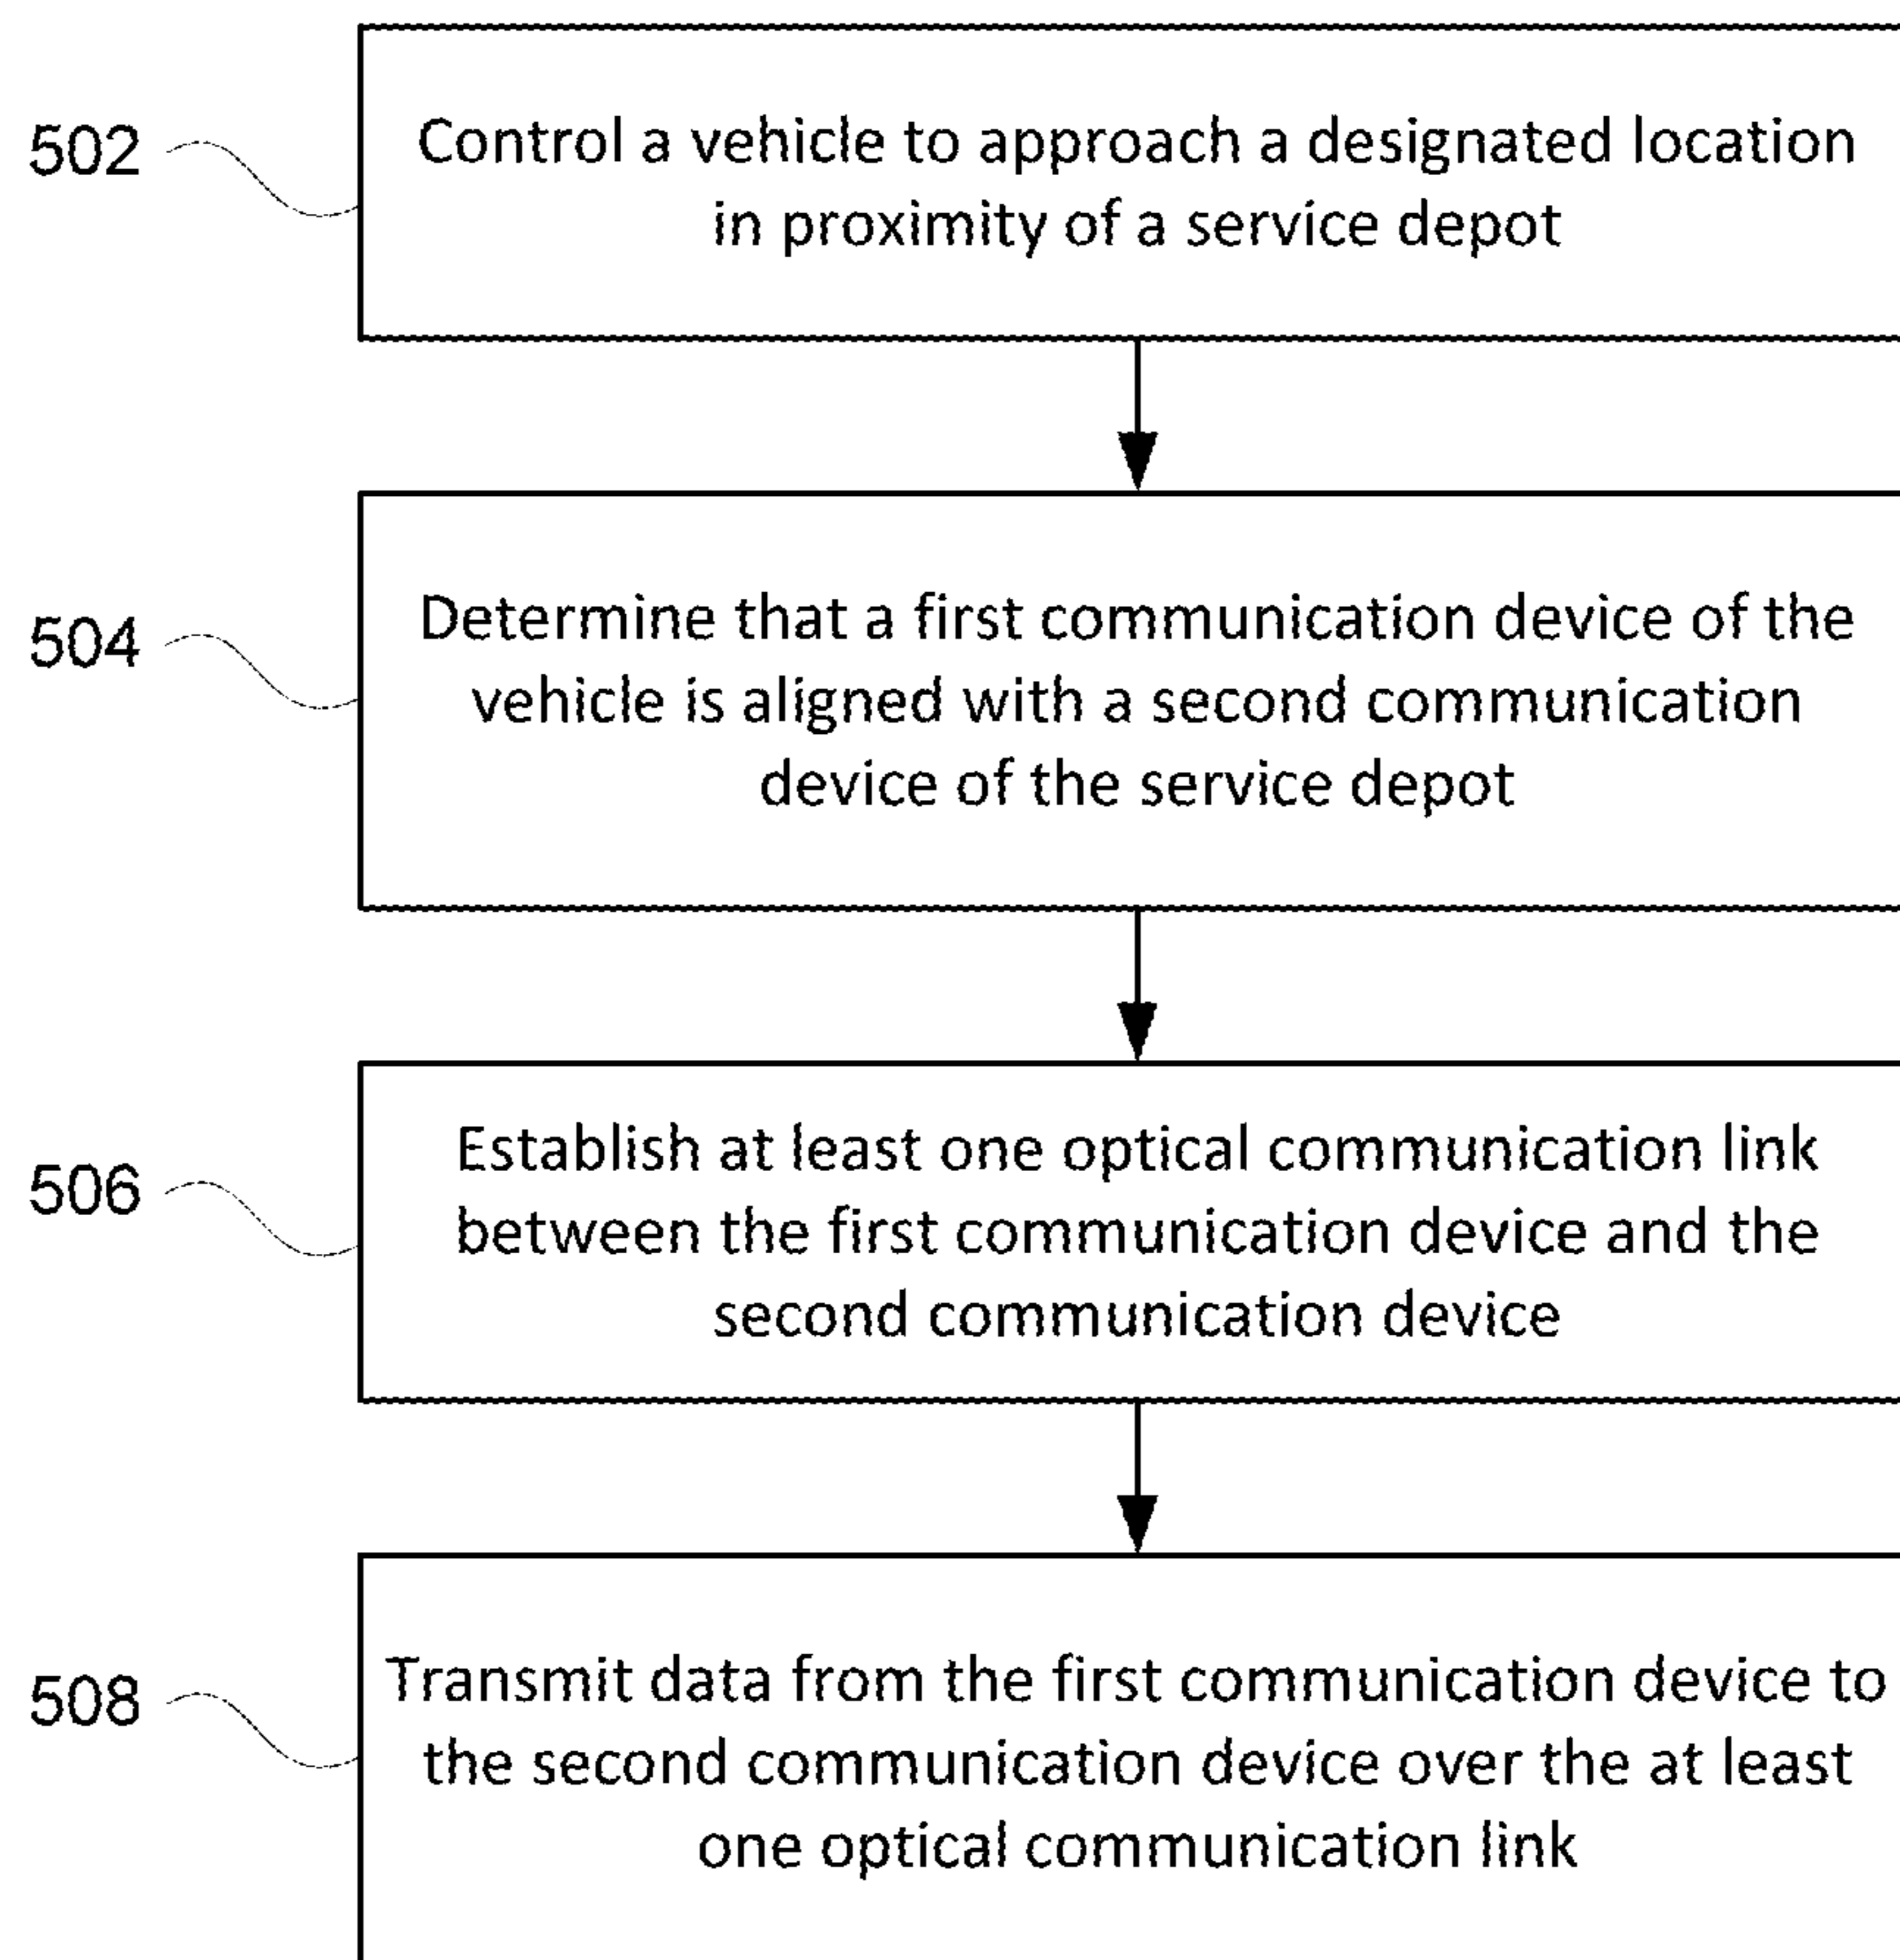 502
Control a vehicle to approach a designated location
in proximity of a service depot
504
Determine that a first communication device of the
vehicle is aligned with a second communication
device of the service depot
506
Establish at least one optical communication link
between the first communication device and the
second communication device
508
Transmit data from the first communication device to
the second communication device over the at least
one optical communication link